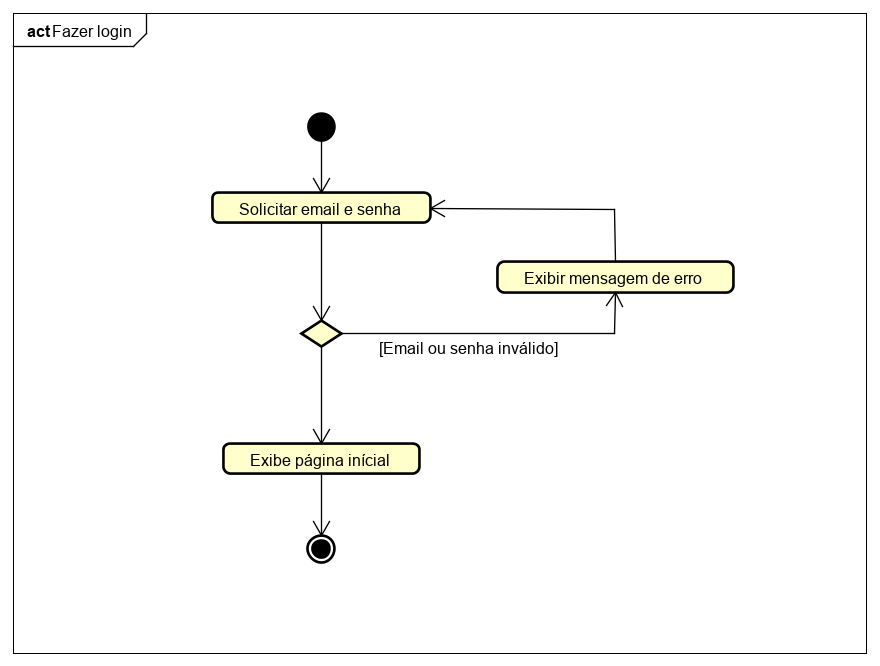 act Fazer login
Solicitar email e senha
Exibir mensagem de erro
[Email ou senha inválido]
Exibe página inícial